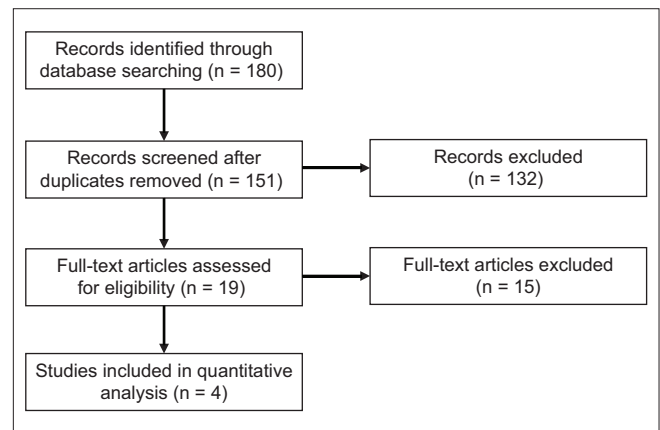 Records identified through
database searching (n = 180)
Records screened after
duplicates removed (n = 151)
Records excluded
(n = 132)
Full-text articles assessed
for eligibility (n = 19)
Full-text articles excluded
(n = 15)
Studies included in quantitative
analysis (n = 4)